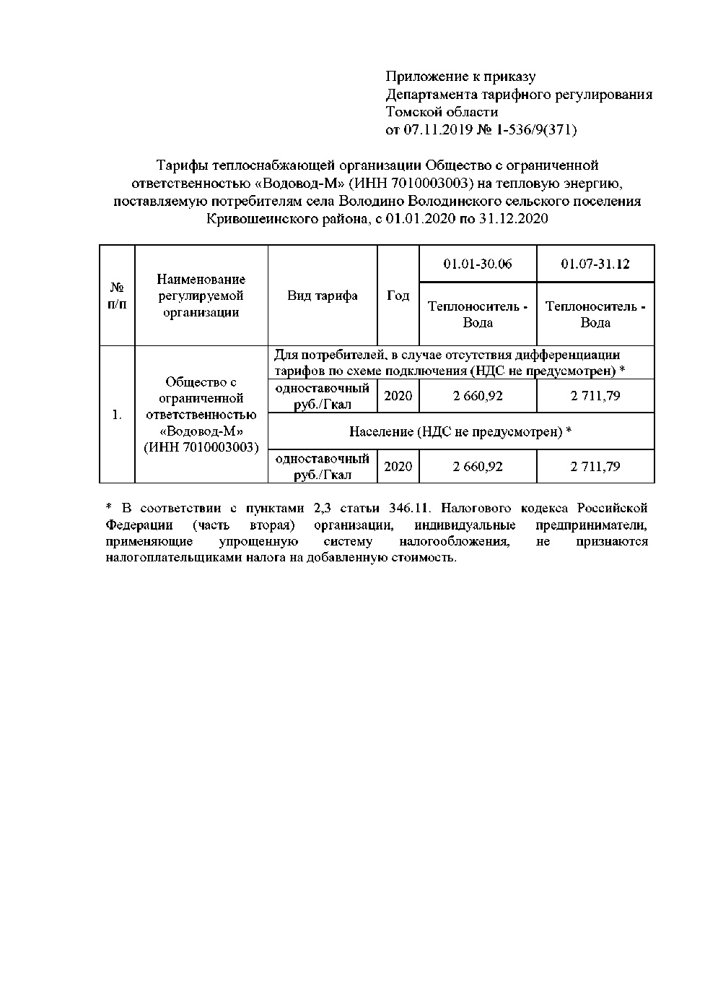 Приложение к приказу
Департамента тарифного регулирования
Томской области
от 07.11.2019 № 1-536/9(371)
Тарифы теплоснабжающей организации Общество с ограниченной
ответственностью «Водовод-М» (ИНН 7010003003) на тепловую энергию,
поставляемую потребителям села Володино Володинского сельского поселения
Кривошеинского района, с 01.01.2020 по 31.12.2020
№
п/п
Наименование
регулируемой
организации
Вид тарифа
Год
01.01-30.06
01.07-31.12
Теплоноситель -
Вода
Теплоноситель -
Вода
1.
Общество с
ограниченной
ответственностью
«Водовод-М»
(ИНН 7010003003)
Для потребителей, в случае отсутствия дифференциации
тарифов по схеме подключения (НДС не предусмотрен) *
одноставочный
руб./Гкал
2020
2 660,92
2 711,79
Население (НДС не предусмотрен) *
одноставочный
руб./Гкал
2020
2 660,92
2 711,79
* В соответствии с пунктами 2,3 статьи 346.11. Налогового кодекса Российской
Федерации (часть вторая) организации, индивидуальные предприниматели,
применяющие упрощенную систему налогообложения, не признаются
налогоплательщиками налога на добавленную стоимость.